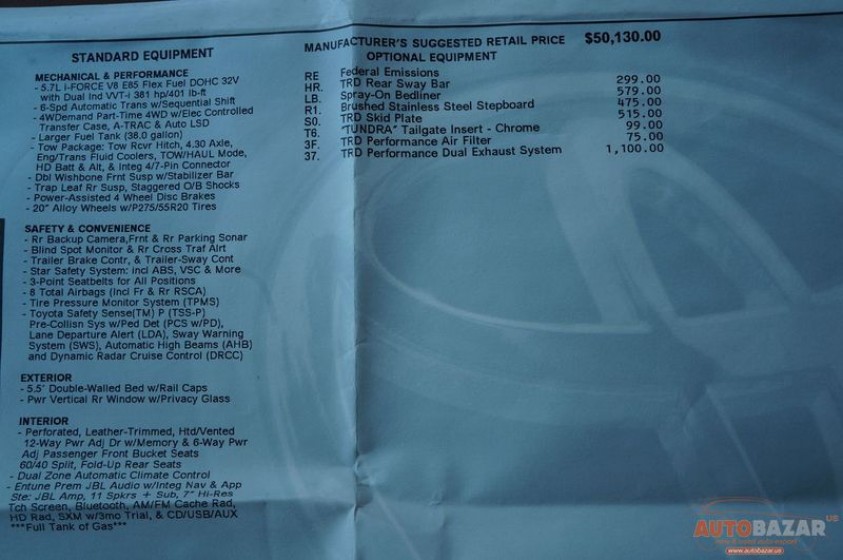 STANDARD EQUIPMENT
MECHANICAL & PERFORMANCE
- 5.7L i-FORCE V8 E85 Flex Fuel DOHC 32V
with Dual Ind VVT-i 381 hp/401 lb-ft
- 6-Spd Automatic Trans w/Sequential Shift
- 4WDemand Part-Time 4WD w/Elec Controlled
Transfer Case, A-TRAC & Auto LSD
- Larger Fuel Tank (38.0 gallon)
- Tow Package: Tow Rcvr Hitch, 4.30 Axle,
Eng/Trans Fluid Coolers, TOW/HAUL Mode,
HD Batt & Alt, & Integ 4/7-Pin Connector
- Dbl Wishbone Frnt Susp w/Stabilizer Bar
- Trap Leaf Rr Susp, Staggered O/B Shocks
- Power-Assisted 4 Wheel Disc Brakes
- 20" Alloy Wheels w/P275/55R20 Tires
SAFETY & CONVENIENCE
- Rr Backup Camera,Frnt & Rr Parking Sonar
- Blind Spot Monitor & Rr Cross Traf Alrt
- Trailer Brake Contr, & Trailer-Sway Cont
- Star Safety System: incl ABS, VSC & More
- 3-Point Seatbelts for All Positions
- 8 Total Airbags (Incl Fr & Rr RSCA)
- Tire Pressure Monitor System (TPMS)
- Toyota Safety Sense(TM) P (TSS-P)
Pre-Collisn Sys w/Ped Det (PCS w/PD),
Lane Departure Alert (LDA), Sway Warning
System (SWS), Automatic High Beams (AHB)
and Dynamic Radar Cruise Control (DRCC)
EXTERIOR
- 5.5' Double-Walled Bed w/Rail Caps
- Pwr Vertical Rr Window w/Privacy Glass
INTERIOR
- Perforated, Leather-Trimmed, Htd/Vented
12-Way Pwr Adj Dr w/Memory & 6-Way Pwr
Adj Passenger Front Bucket Seats
60/40 Split, Fold-Up Rear Seats
- Dual Zone Automatic Climate Control
- Entune Prem JBL Audio w/Integ Nav & App
Ste: JBL Amp, 11 Spkrs + Sub, 7" Hi-Res
Tch Screen, Bluetooth, AM/FM Cache Rad,
HD Rad, SXM w/3mo Trial, & CD/USB/AUX
***Full Tank of Gas***
MANUFACTURER'S SUGGESTED RETAIL PRICE $50,130.00
OPTIONAL EQUIPMENT
RE Federal Emissions
HR. TRD Rear Sway Bar 299.00
LB. Spray-On Bedliner 579.00
R1. Brushed Stainless Steel Stepboard 475.00
S0. TRD Skid Plate 515.00
T6. "TUNDRA" Tailgate Insert - Chrome 99.00
3F. TRD Performance Air Filter 75.00
37. TRD Performance Dual Exhaust System 1,100.00
AUTOBAZAR US
www.autobazar.us